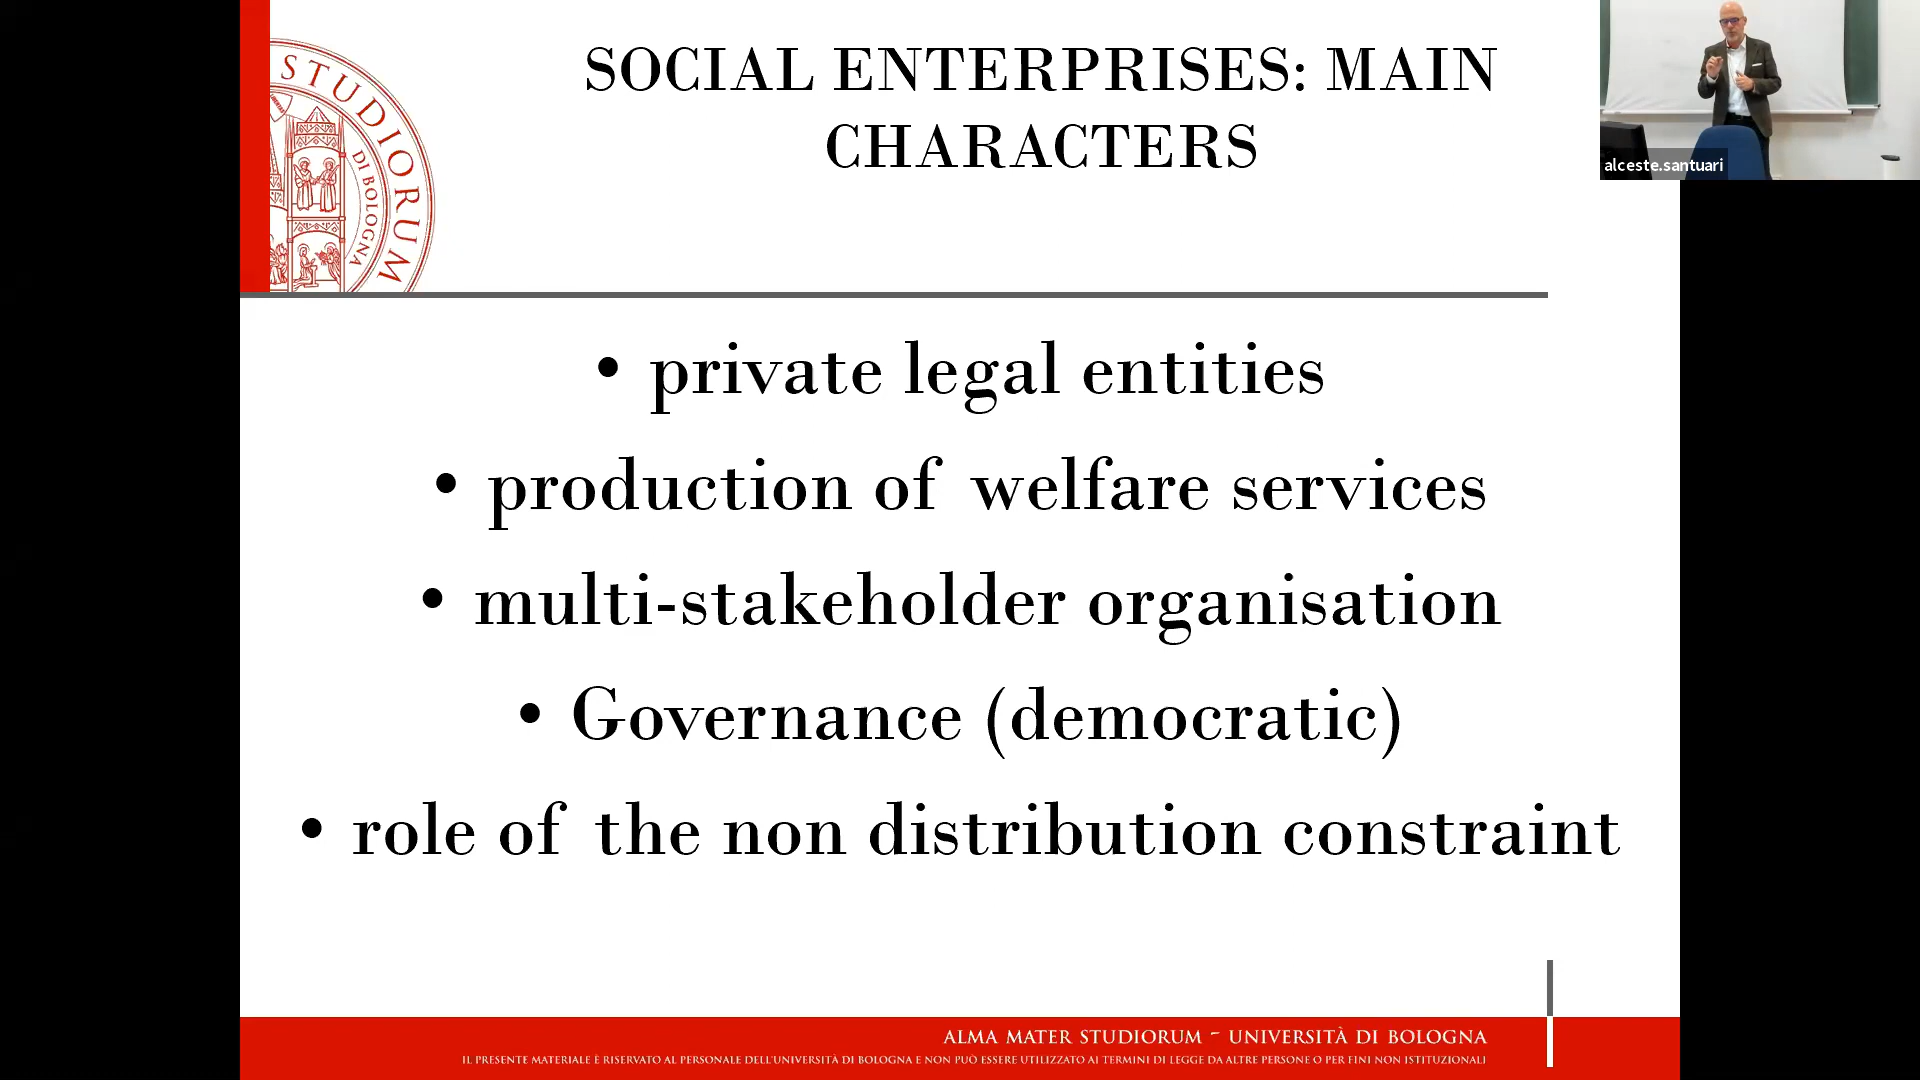 SOCIAL ENTERPRISES: MAIN
CHARACTERS
alceste.santuari
STUDIORUM
DI BOLOGNA
• private legal entities
• production of welfare services
• multi-stakeholder organisation
• Governance (democratic)
• role of the non distribution constraint
ALMA MATER STUDIORUM ~ UNIVERSITÀ DI BOLOGNA
IL PRESENTE MATERIALE È RISERVATO AL PERSONALE DELL'UNIVERSITÀ DI BOLOGNA E NON PUÒ ESSERE UTILIZZATO AI TERMINI DI LEGGE DA ALTRE PERSONE O PER FINI NON ISTITUZIONALI